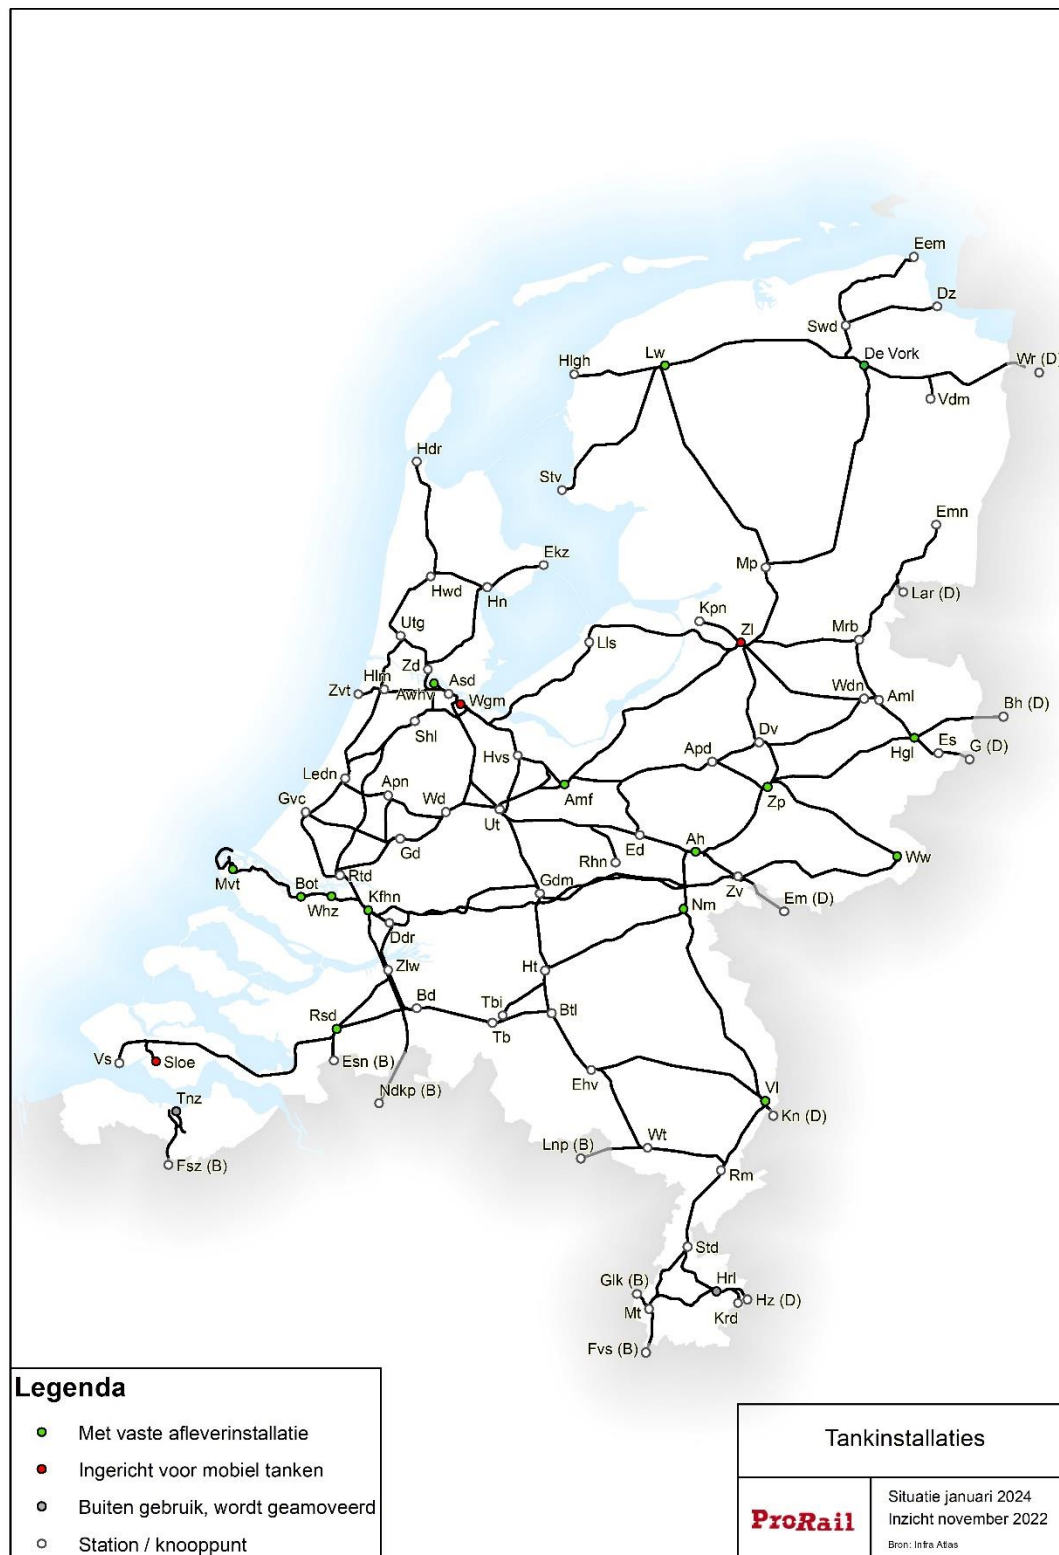 Eem
Dz
Swd
Hlgh
Lw
De Vork
Wr (D)
Vdm
Hdr
Stv
Emn
Ekz
Mp
Hwd
Hn
Lar (D)
Kpn
Utg
Lls
Zl
Mrb
Zd
Hlm
Asd
Zvt
Awhv
Wgm
Wdn
Aml
Bh (D)
Shl
Hvs
Dv
Hgl
Es
G (D)
Apd
Ledn
Apn
Gvc
Wd
Ut
Amf
Zp
Gd
Rhn
Ed
Ah
Ww
Mvt
Rtd
Bot
Kfhn
Whz
Gdm
Zv
Em (D)
Nm
Ddr
Zlw
Ht
Rsd
Bd
Tbi
Btl
Tb
Vs
Sloe
Esn (B)
Ehv
Ndkp (B)
Tnz
Vl
Kn (D)
Lnp (B)
Wt
Fsz (B)
Rm
Std
Glk (B)
Hrl
Mt
Krd
Hz (D)
Fvs (B)
Legenda
Met vaste afleverinstallatie
Ingericht voor mobiel tanken
Buiten gebruik, wordt geamoveerd
Station / knooppunt
Tankinstallaties
ProRail
Situatie januari 2024
Inzicht november 2022
Bron: Infra Atlas